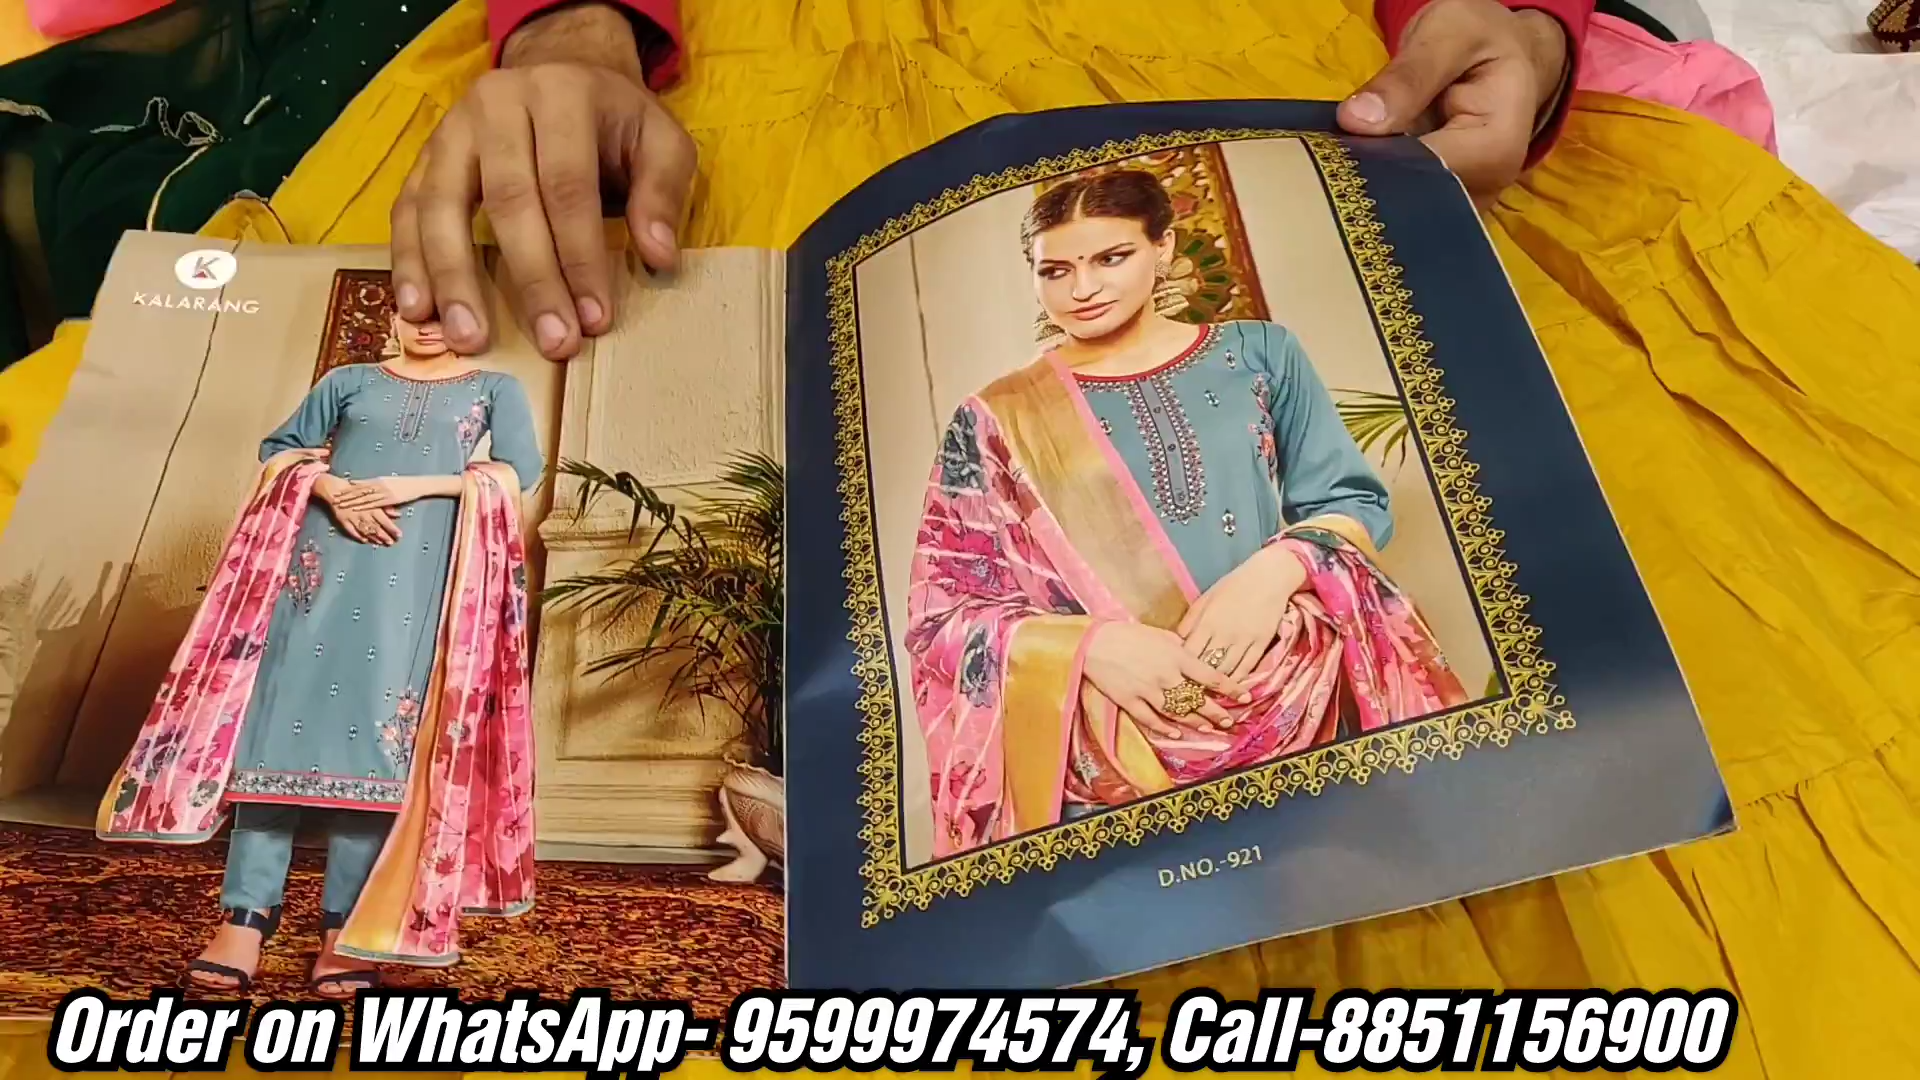 K
KALARANG
D.NO.-921
Order on WhatsApp- 9599974574, Call-8851156900